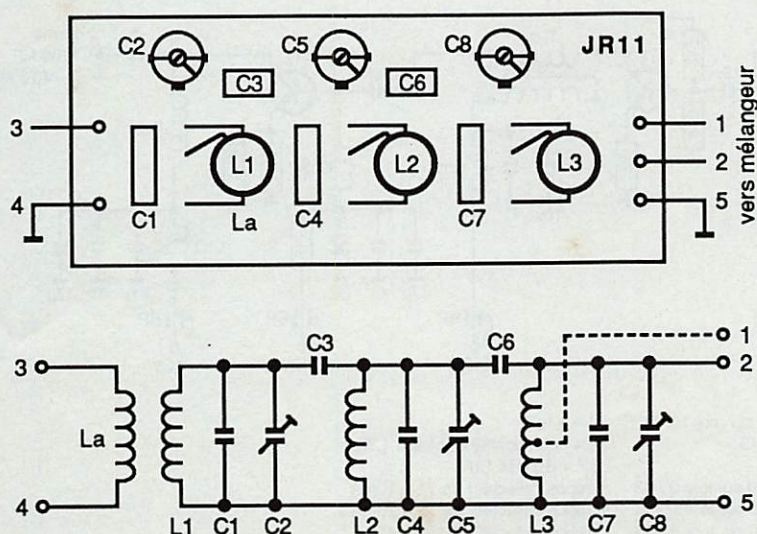 C2 C5 C8 JR11
C3 C6
3 1
L1 L2 L3 2
4 5
C1 La C4 C7
vers mélangeur
C3 C6 1
3 2
La
4 5
L1 C1 C2 L2 C4 C5 L3 C7 C8